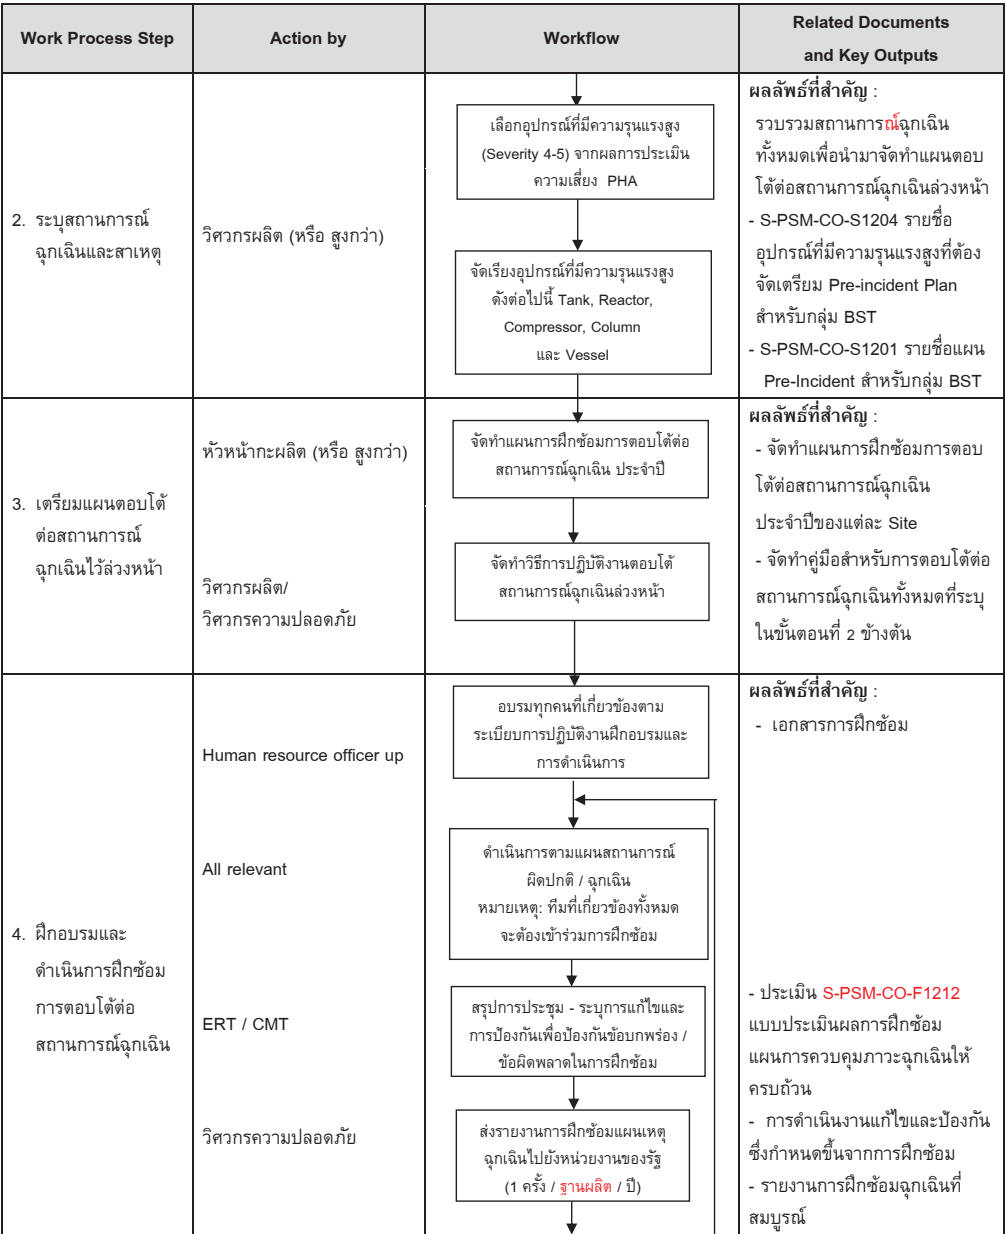 Work Process Step
Action by
Workflow
Related Documents
and Key Outputs
2. ระบุสถานการณ์
ฉุกเฉินและสาเหตุ
วิศวกรผลิต (หรือ สูงกว่า)
เลือกอุปกรณ์ที่มีความรุนแรงสูง
(Severity 4-5) จากผลการประเมิน
ความเสี่ยง PHA
จัดเรียงอุปกรณ์ที่มีความรุนแรงสูง
ดังต่อไปนี้ Tank, Reactor,
Compressor, Column
และ Vessel
ผลลัพธ์ที่สำคัญ :
รวบรวมสถานการณ์ฉุกเฉิน
ทั้งหมดเพื่อนำมาจัดทำแผนตอบ
โต้ต่อสถานการณ์ฉุกเฉินล่วงหน้า
- S-PSM-CO-S1204 รายชื่อ
อุปกรณ์ที่มีความรุนแรงสูงที่ต้อง
จัดเตรียม Pre-incident Plan
สำหรับกลุ่ม BST
- S-PSM-CO-S1201 รายชื่อแผน
Pre-Incident สำหรับกลุ่ม BST
3. เตรียมแผนตอบโต้
ต่อสถานการณ์
ฉุกเฉินไว้ล่วงหน้า
หัวหน้ากะผลิต (หรือ สูงกว่า)
วิศวกรผลิต/
วิศวกรความปลอดภัย
จัดทำแผนการฝึกซ้อมการตอบโต้ต่อ
สถานการณ์ฉุกเฉิน ประจำปี
จัดทำวิธีการปฏิบัติงานตอบโต้
สถานการณ์ฉุกเฉินล่วงหน้า
ผลลัพธ์ที่สำคัญ :
- จัดทำแผนการฝึกซ้อมการตอบ
โต้ต่อสถานการณ์ฉุกเฉิน
ประจำปีของแต่ละ Site
- จัดทำคู่มือสำหรับการตอบโต้ต่อ
สถานการณ์ฉุกเฉินทั้งหมดที่ระบุ
ในขั้นตอนที่ 2 ข้างต้น
4. ฝึกอบรมและ
ดำเนินการฝึกซ้อม
การตอบโต้ต่อ
สถานการณ์ฉุกเฉิน
Human resource officer up
All relevant
ERT / CMT
วิศวกรความปลอดภัย
อบรมทุกคนที่เกี่ยวข้องตาม
ระเบียบการปฏิบัติงานฝึกอบรมและ
การดำเนินการ
ดำเนินการตามแผนสถานการณ์
ผิดปกติ / ฉุกเฉิน
หมายเหตุ: ทีมที่เกี่ยวข้องทั้งหมด
จะต้องเข้าร่วมการฝึกซ้อม
สรุปการประชุม - ระบุการแก้ไขและ
การป้องกันเพื่อป้องกันข้อบกพร่อง /
ข้อผิดพลาดในการฝึกซ้อม
ส่งรายงานการฝึกซ้อมแผนเหตุ
ฉุกเฉินไปยังหน่วยงานของรัฐ
(1 ครั้ง / ฐานผลิต / ปี)
ผลลัพธ์ที่สำคัญ :
- เอกสารการฝึกซ้อม
- ประเมิน S-PSM-CO-F1212
แบบประเมินผลการฝึกซ้อม
แผนการควบคุมภาวะฉุกเฉินให้
ครบถ้วน
- การดำเนินงานแก้ไขและป้องกัน
ซึ่งกำหนดขึ้นจากการฝึกซ้อม
- รายงานการฝึกซ้อมฉุกเฉินที่
สมบูรณ์